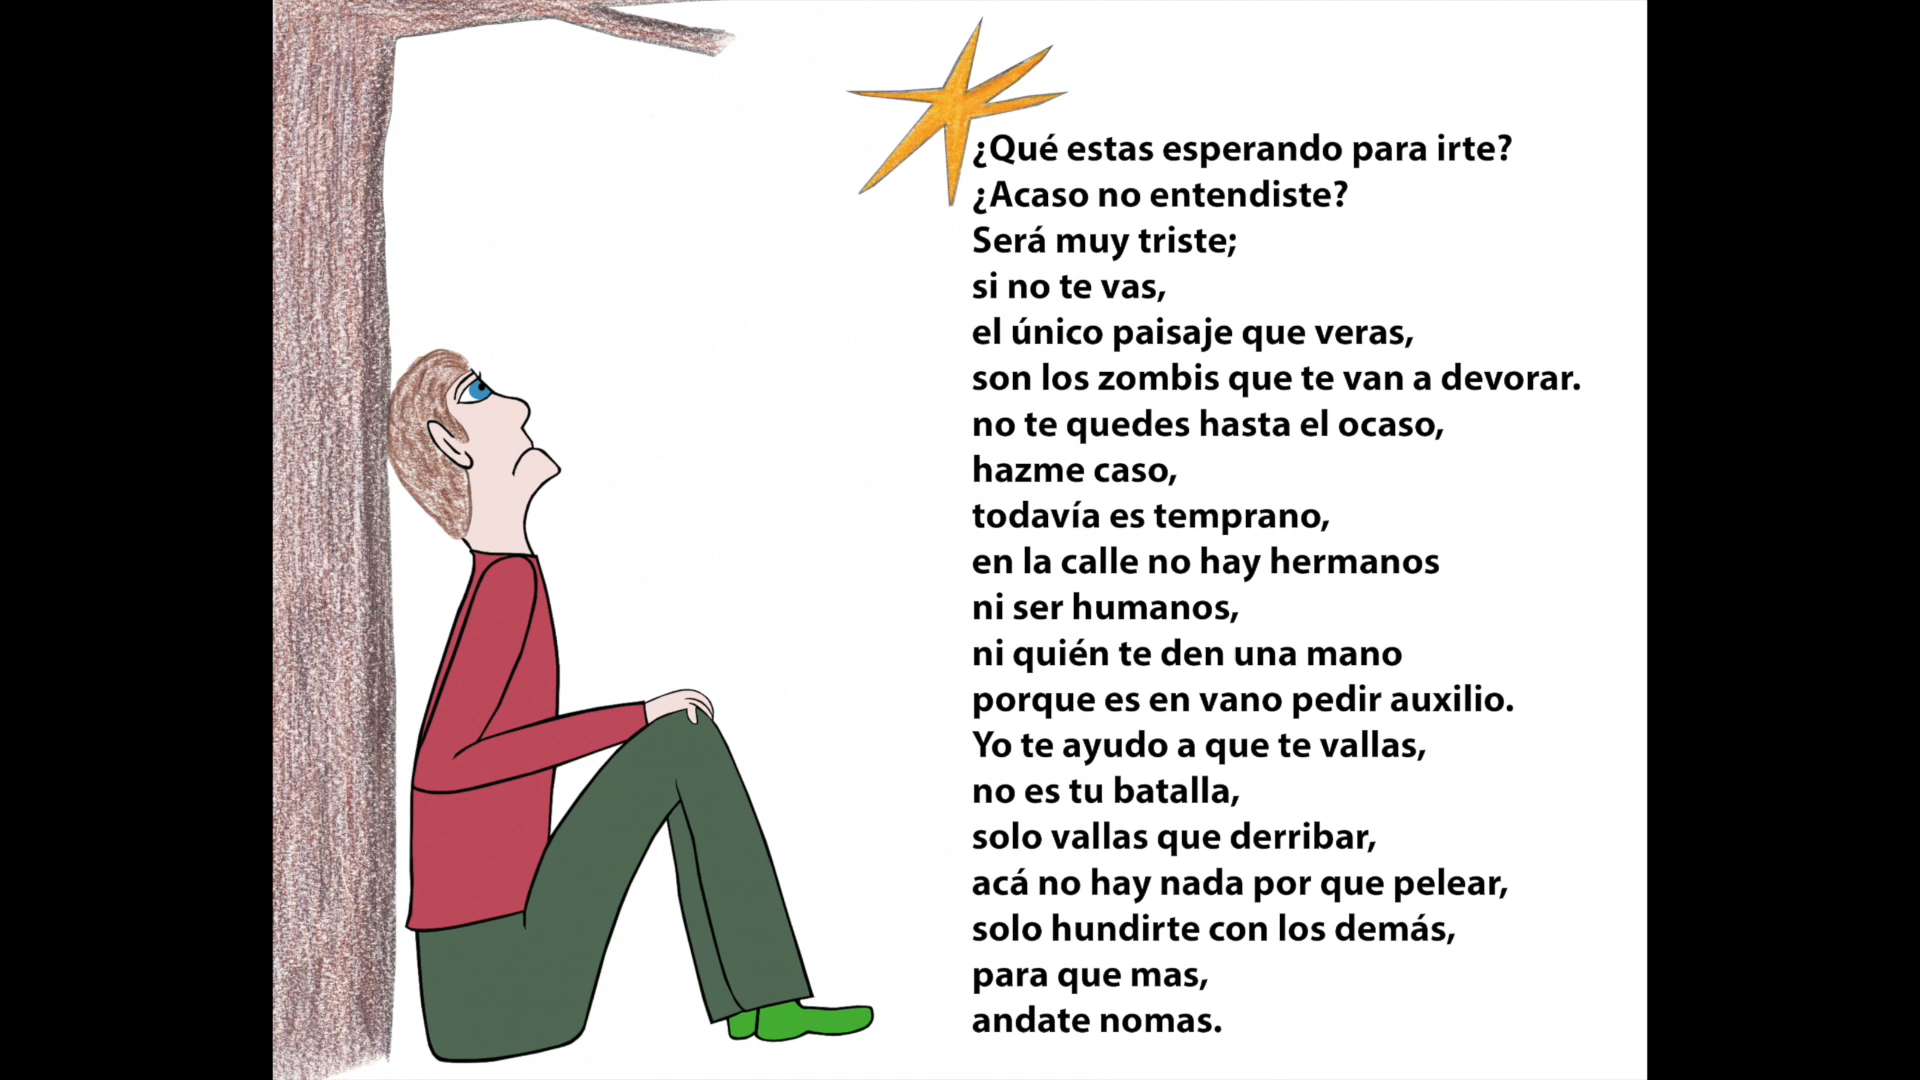 ¿Qué estas esperando para irte?
¿Acaso no entendiste?
Será muy triste;
si no te vas,
el único paisaje que veras,
son los zombis que te van a devorar.
no te quedes hasta el ocaso,
hazme caso,
todavía es temprano,
en la calle no hay hermanos
ni ser humanos,
ni quién te den una mano
porque es en vano pedir auxilio.
Yo te ayudo a que te vallas,
no es tu batalla,
solo vallas que derribar,
acá no hay nada por que pelear,
solo hundirte con los demás,
para que mas,
andate nomas.